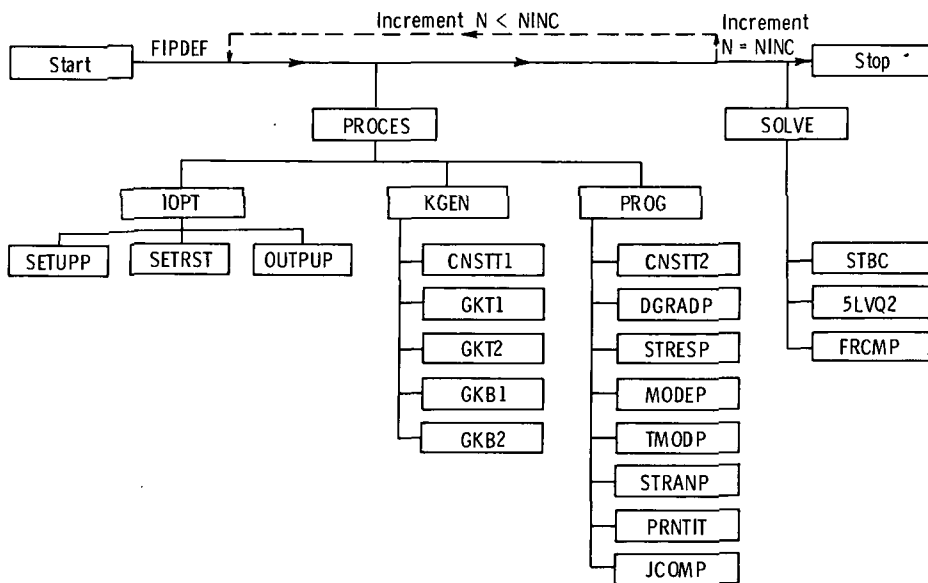 Increment N < NINC
Increment
N = NINC
FIPDEF
Start
Stop
PROCES
SOLVE
IOPT
KGEN
PROG
SETUPP
SETRST
OUTPUP
CNSTT1
GKT1
GKT2
GKB1
GKB2
CNSTT2
DGRADP
STRESP
MODEP
TMODP
STRANP
PRNTIT
JCOMP
STBC
5LVQ2
FRCMP